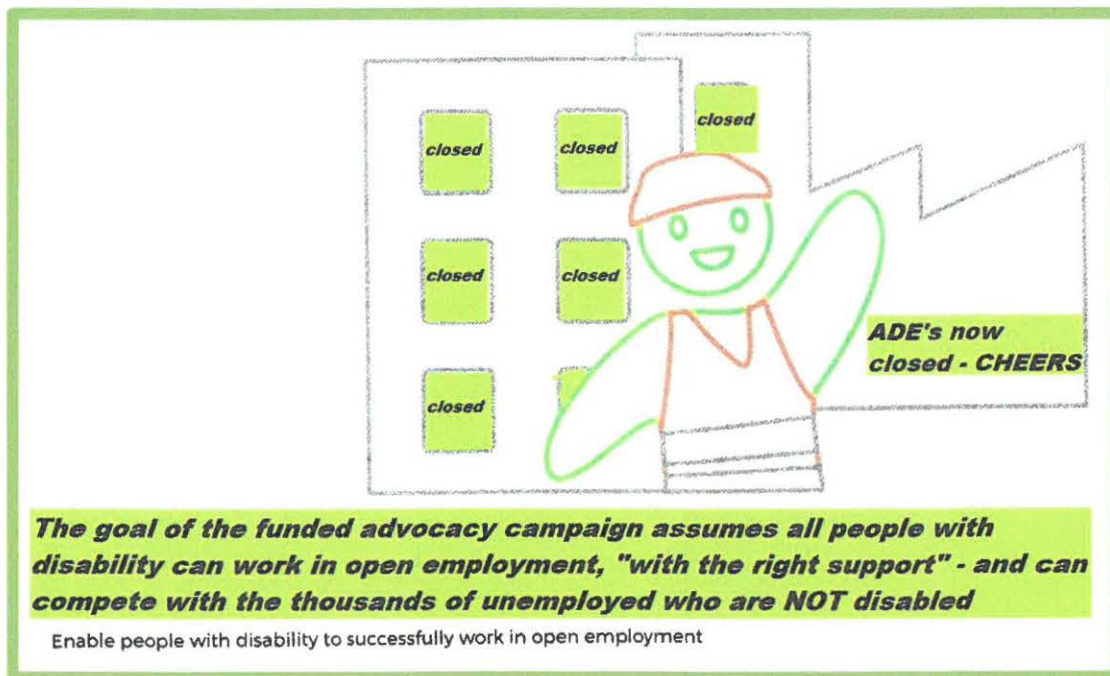 closed
closed
closed
closed
closed
ADE's now
closed - CHEERS
closed
The goal of the funded advocacy campaign assumes all people with
disability can work in open employment, "with the right support" - and can
compete with the thousands of unemployed who are NOT disabled
Enable people with disability to successfully work in open employment